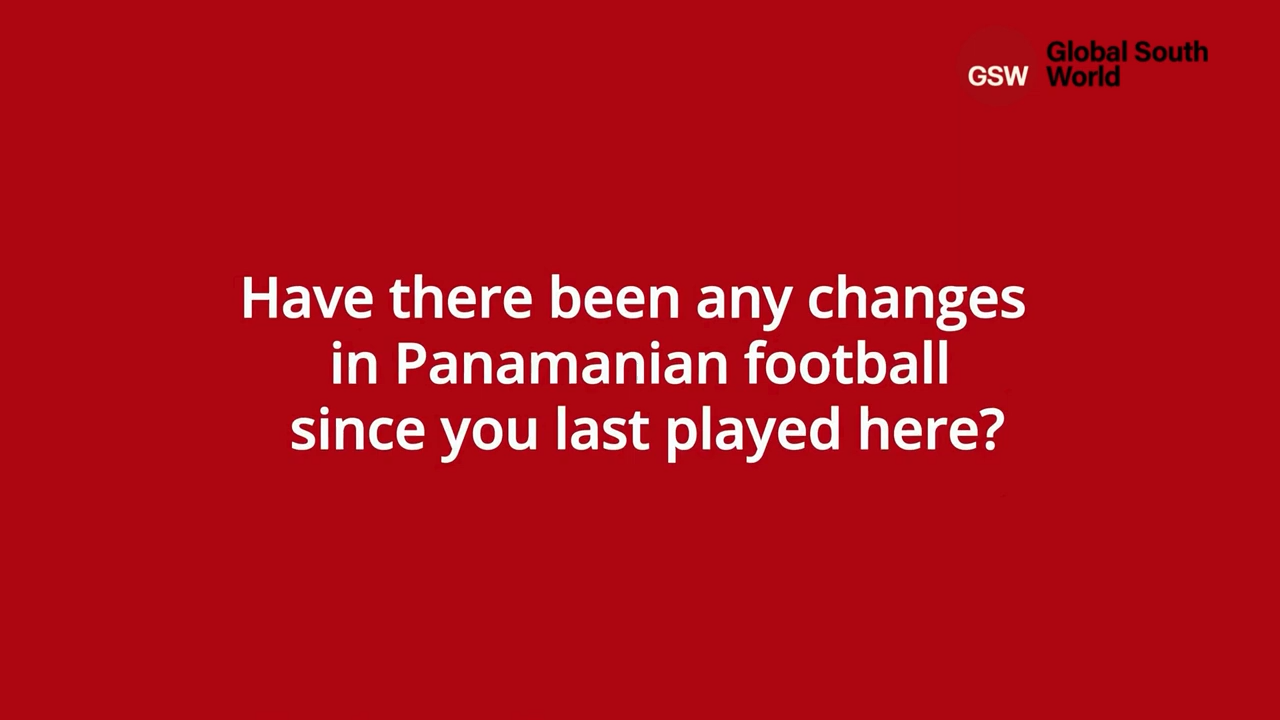 GSW
Global South
World
Have there been any changes
in Panamanian football
since you last played here?